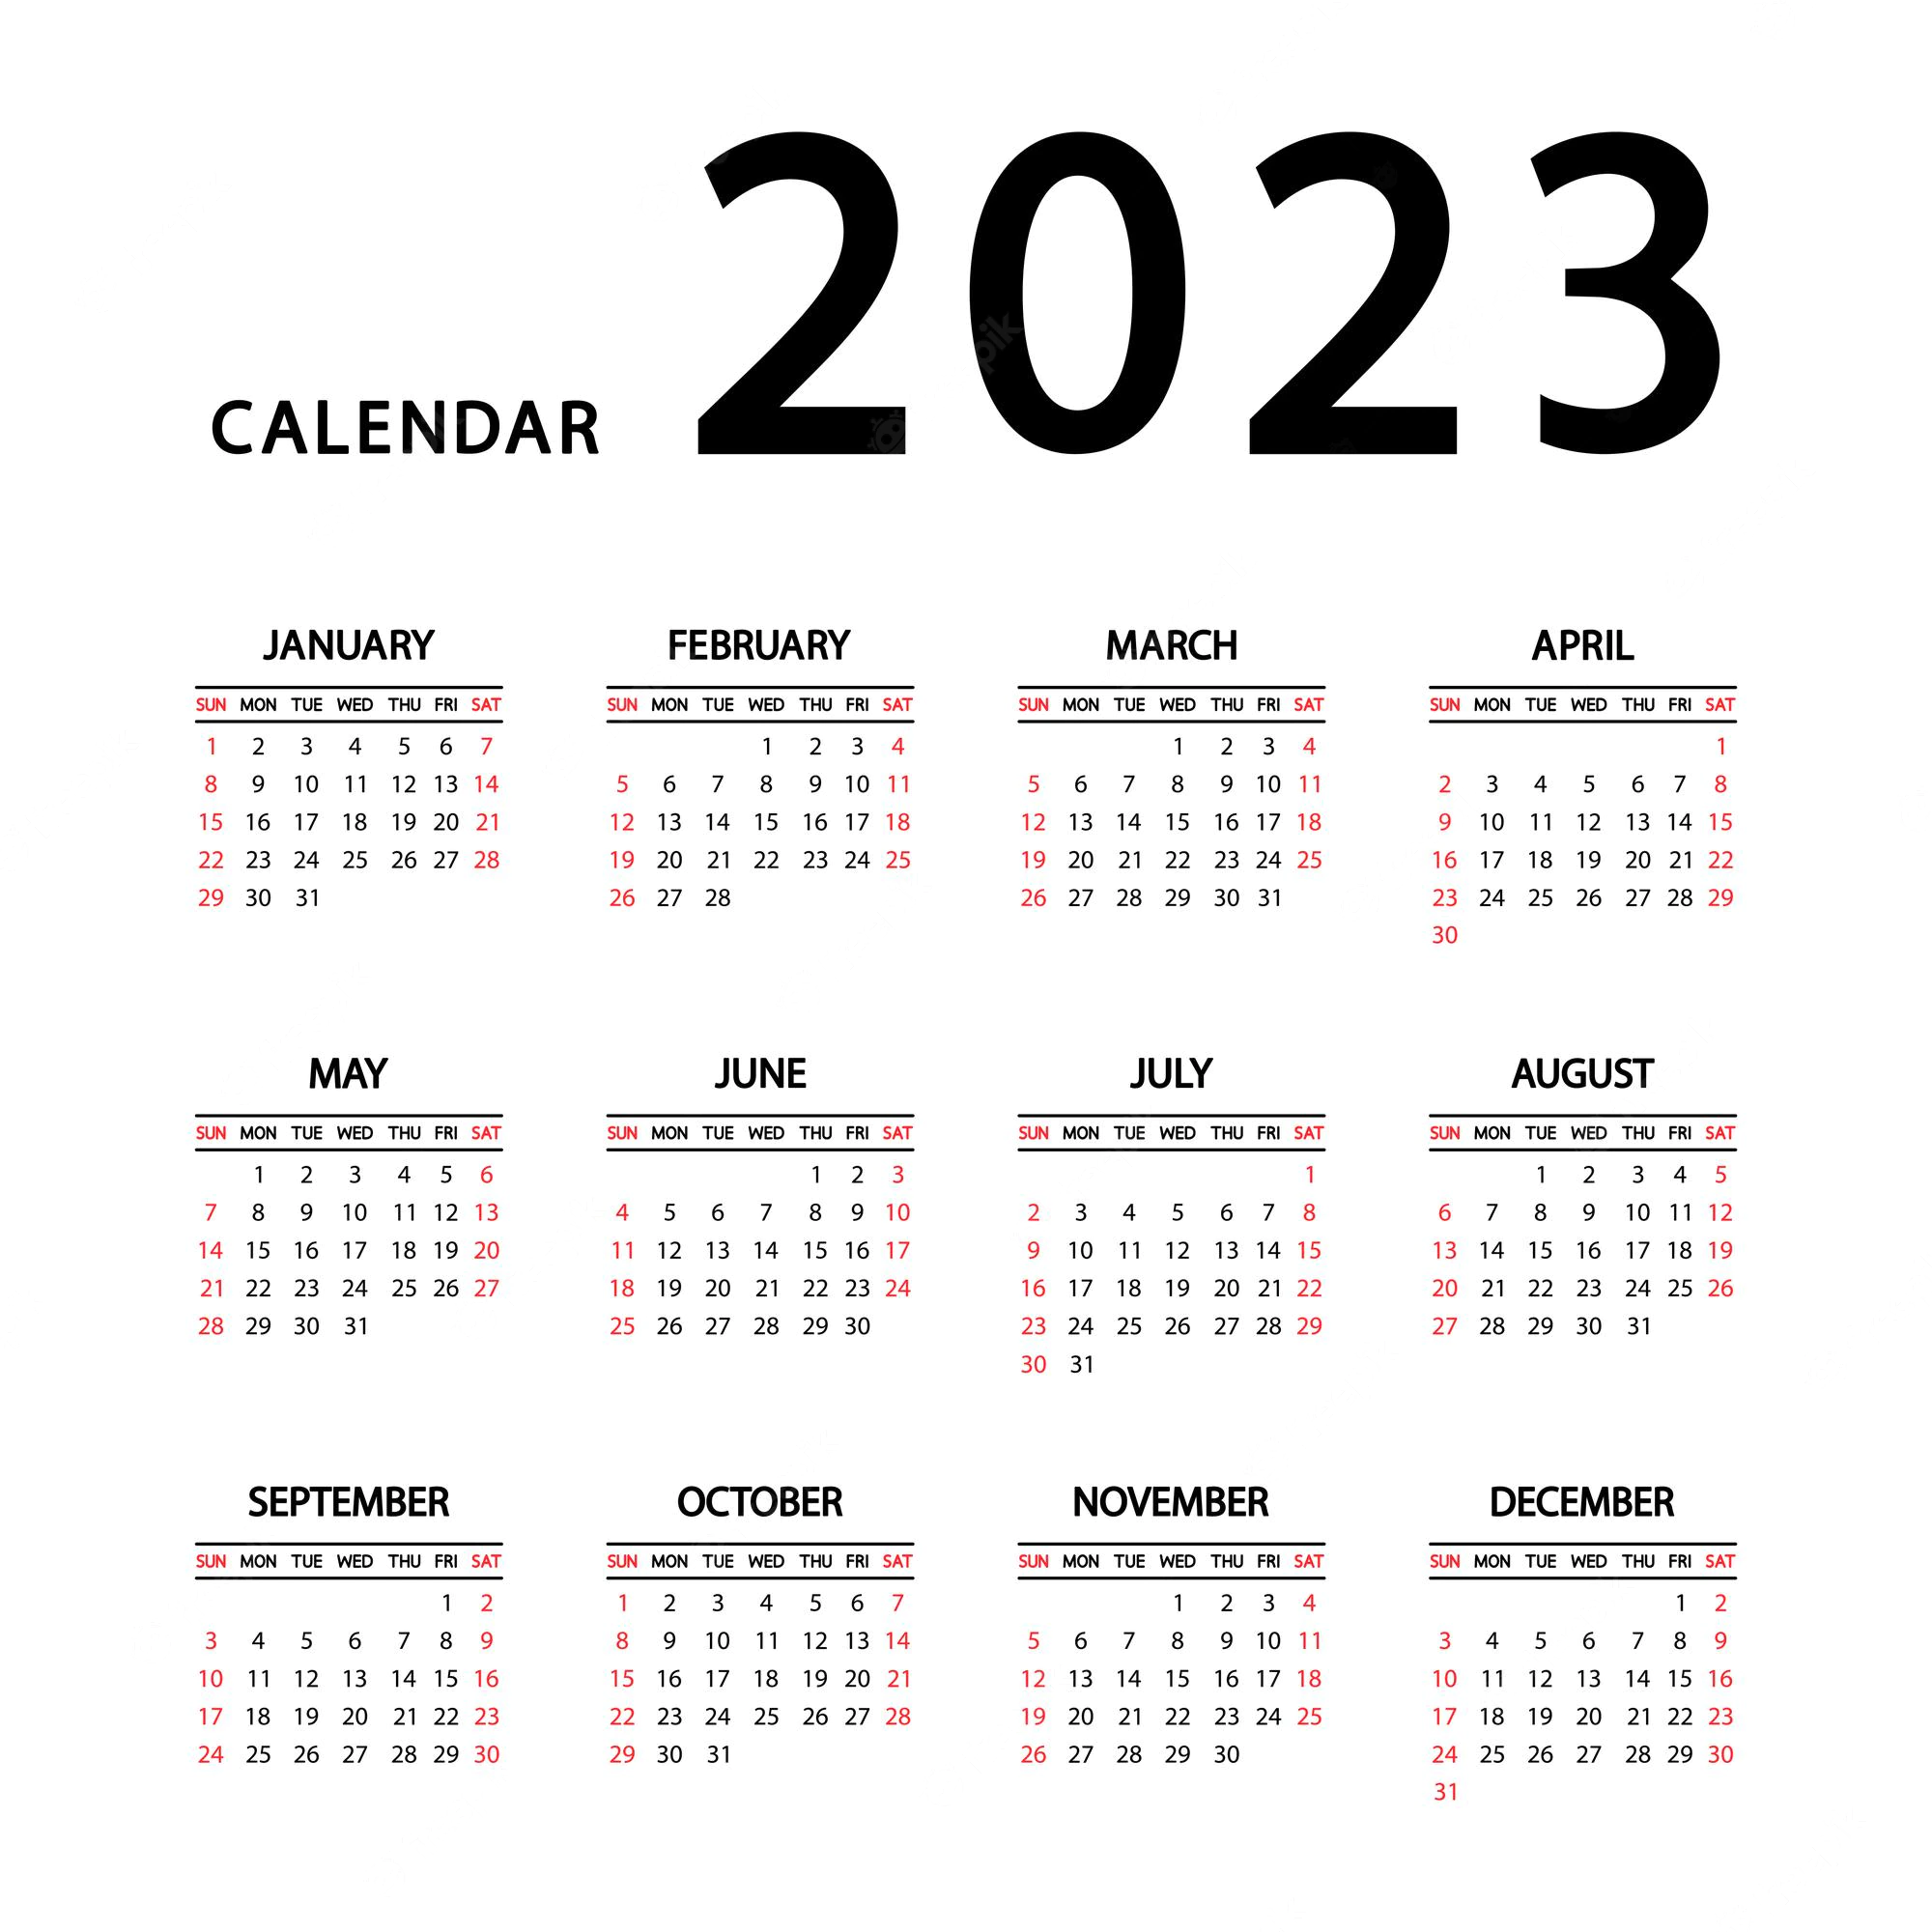 CALENDAR 2023
JANUARY FEBRUARY MARCH APRIL
SUN MON TUE WED THU FRI SAT SUN MON TUE WED THU FRI SAT SUN MON TUE WED THU FRI SAT SUN MON TUE WED THU FRI SAT
1 2 3 4 5 6 7 1 2 3 4 1 2 3 4 1
8 9 10 11 12 13 14 5 6 7 8 9 10 11 5 6 7 8 9 10 11 2 3 4 5 6 7 8
15 16 17 18 19 20 21 12 13 14 15 16 17 18 12 13 14 15 16 17 18 9 10 11 12 13 14 15
22 23 24 25 26 27 28 19 20 21 22 23 24 25 19 20 21 22 23 24 25 16 17 18 19 20 21 22
29 30 31 26 27 28 26 27 28 29 30 31 23 24 25 26 27 28 29
30
MAY JUNE JULY AUGUST
SUN MON TUE WED THU FRI SAT SUN MON TUE WED THU FRI SAT SUN MON TUE WED THU FRI SAT SUN MON TUE WED THU FRI SAT
1 2 3 4 5 6 1 2 3 1 1 2 3 4 5
7 8 9 10 11 12 13 4 5 6 7 8 9 10 2 3 4 5 6 7 8 6 7 8 9 10 11 12
14 15 16 17 18 19 20 11 12 13 14 15 16 17 9 10 11 12 13 14 15 13 14 15 16 17 18 19
21 22 23 24 25 26 27 18 19 20 21 22 23 24 16 17 18 19 20 21 22 20 21 22 23 24 25 26
28 29 30 31 25 26 27 28 29 30 23 24 25 26 27 28 29 27 28 29 30 31
30 31
SEPTEMBER OCTOBER NOVEMBER DECEMBER
SUN MON TUE WED THU FRI SAT SUN MON TUE WED THU FRI SAT SUN MON TUE WED THU FRI SAT SUN MON TUE WED THU FRI SAT
1 2 1 2 3 4 5 6 7 1 2 3 4 1 2
3 4 5 6 7 8 9 8 9 10 11 12 13 14 5 6 7 8 9 10 11 3 4 5 6 7 8 9
10 11 12 13 14 15 16 15 16 17 18 19 20 21 12 13 14 15 16 17 18 10 11 12 13 14 15 16
17 18 19 20 21 22 23 22 23 24 25 26 27 28 19 20 21 22 23 24 25 17 18 19 20 21 22 23
24 25 26 27 28 29 30 29 30 31 26 27 28 29 30 24 25 26 27 28 29 30
31